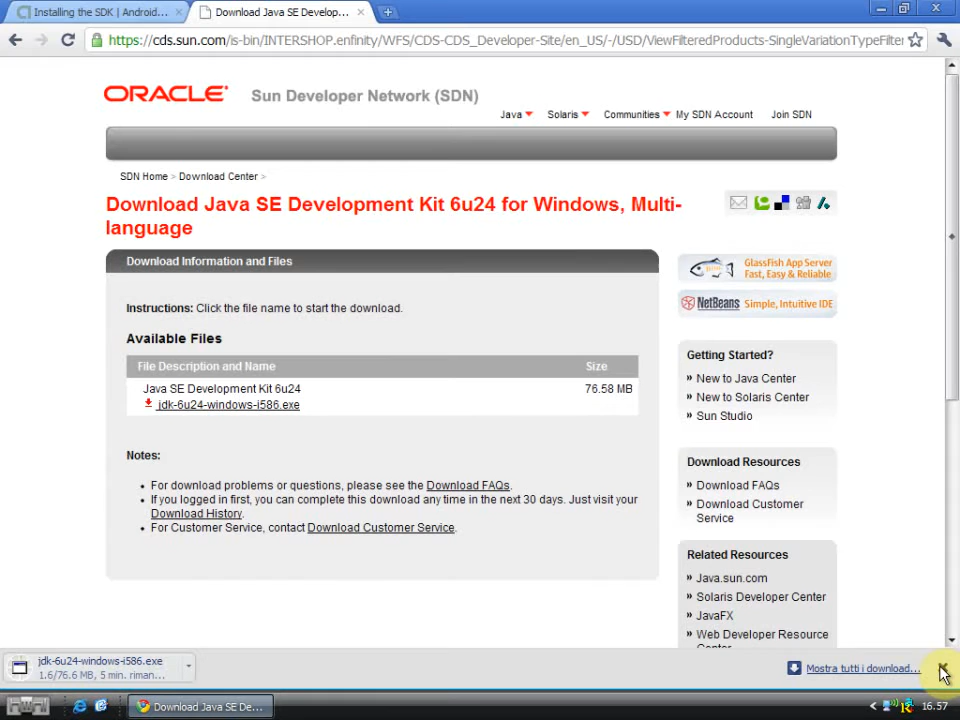 Installing the SDK | Android...
Download Java SE Develop...
https://cds.sun.com/is-bin/INTERSHOP.enfinity/WFS/CDS-CDS_Developer-Site/en_US/-/USD/ViewFilteredProducts-SingleVariationTypeFilter
ORACLE
Sun Developer Network (SDN)
Java Solaris Communities My SDN Account Join SDN
SDN Home > Download Center >
Download Java SE Development Kit 6u24 for Windows, Multi-
language
Download Information and Files
Instructions: Click the file name to start the download.
Available Files
File Description and Name Size
Java SE Development Kit 6u24 76.58 MB
jdk-6u24-windows-i586.exe
Notes:
• For download problems or questions, please see the Download FAQs.
• If you logged in first, you can complete this download any time in the next 30 days. Just visit your
Download History.
• For Customer Service, contact Download Customer Service.
GlassFish App Server
Fast, Easy & Reliable
NetBeans Simple, Intuitive IDE
Getting Started?
» New to Java Center
» New to Solaris Center
» Sun Studio
Download Resources
» Download FAQs
» Download Customer
Service
Related Resources
» Java.sun.com
» Solaris Developer Center
» JavaFX
» Web Developer Resource
jdk-6u24-windows-i586.exe
1.6/76.6 MB, 5 min. riman...
Mostra tutti i download...
Download Java SE De...
16.57